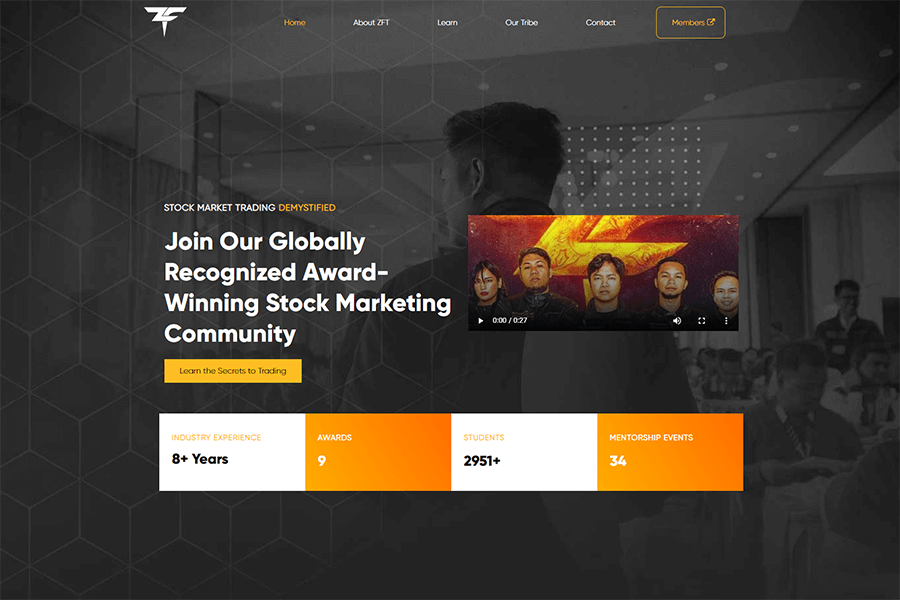 ZFT
Home
About ZFT
Learn
Our Tribe
Contact
Members
STOCK MARKET TRADING DEMYSTIFIED
Join Our Globally
Recognized Award-
Winning Stock Marketing
Community
0:00 / 0:27
Learn the Secrets to Trading
INDUSTRY EXPERIENCE
8+ Years
AWARDS
9
STUDENTS
2951+
MENTORSHIP EVENTS
34